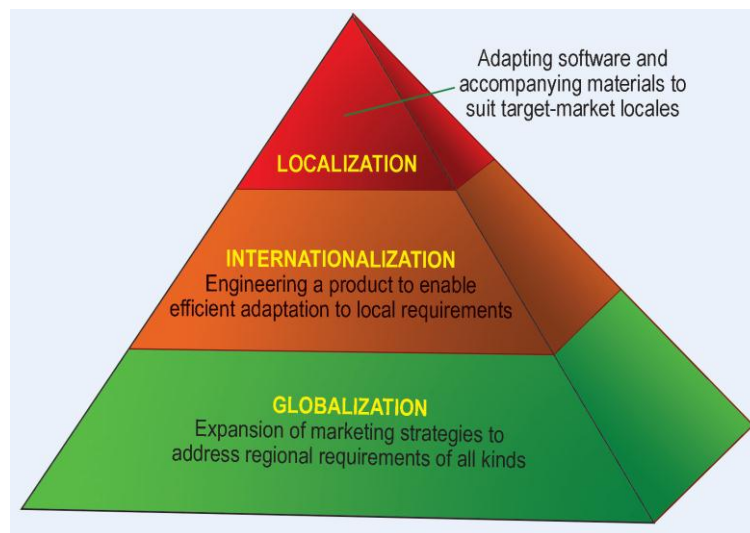 Adapting software and
accompanying materials to
suit target-market locales
LOCALIZATION
INTERNATIONALIZATION
Engineering a product to enable
efficient adaptation to local requirements
GLOBALIZATION
Expansion of marketing strategies to
address regional requirements of all kinds